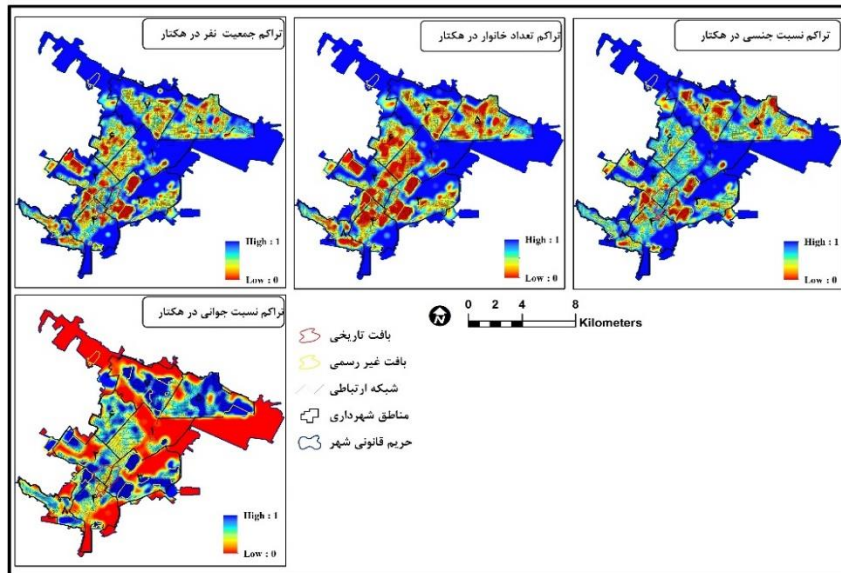 تراکم جمعیت نفر در هکتار
High : 1
Low : 0
تراکم تعداد خانوار در هکتار
High : 1
Low : 0
تراکم نسبت جنسی در هکتار
High : 1
Low : 0
تراکم نسبت جوانی در هکتار
High : 1
Low : 0
0 2 4 8
Kilometers
بافت تاریخی
بافت غیر رسمی
شبکه ارتباطی
مناطق شهرداری
حریم قانونی شهر